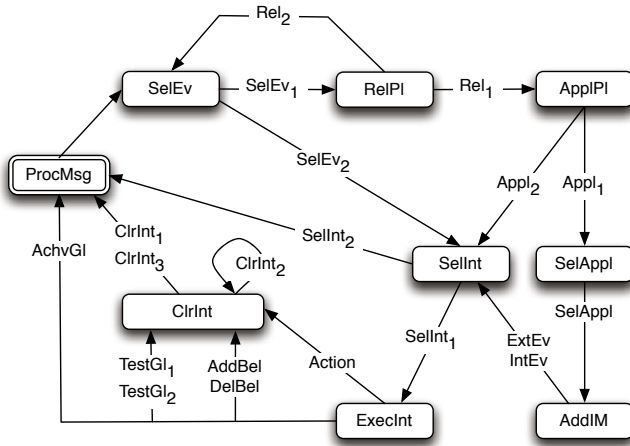 Rel₂
SelEv
SelEv₁
RelPl
Rel₁
ApplPl
SelEv₂
ProcMsg
Appl₂
Appl₁
ClrInt₁
ClrInt₃
AchvGl
SelInt₂
ClrInt₂
SelInt
SelAppl
ClrInt
SelInt₁
SelAppl
ExtEv
IntEv
TestGl₁
TestGl₂
AddBel
DelBel
Action
ExecInt
AddIM